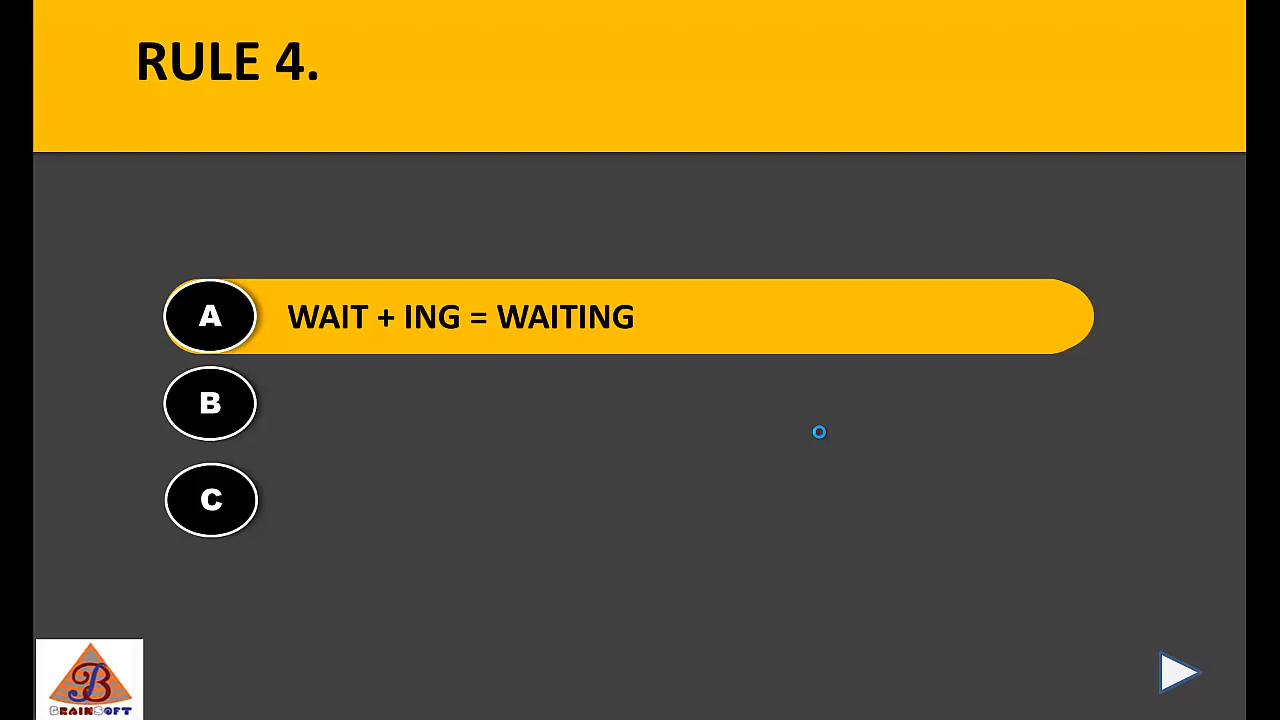 RULE 4.
A WAIT + ING = WAITING
B
C
B
BRAINSOFT